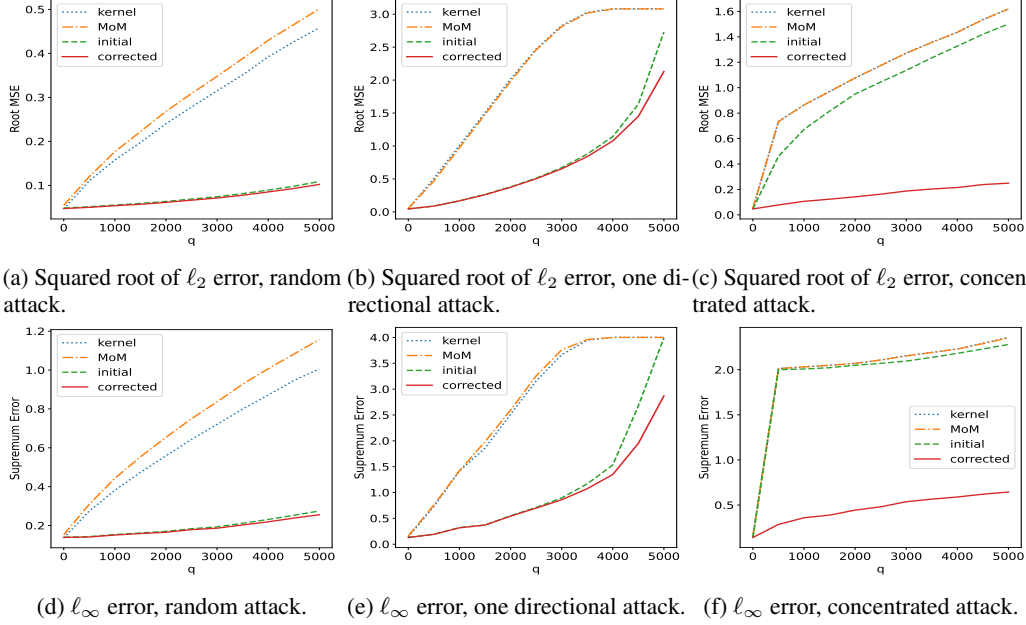 0.5
0.4
0.3
0.2
0.1
Root MSE
kernel
MoM
initial
corrected
0 1000 2000 3000 4000 5000
q
3.0
2.5
2.0
1.5
1.0
0.5
0.0
Root MSE
kernel
MoM
initial
corrected
0 1000 2000 3000 4000 5000
q
1.6
1.4
1.2
1.0
0.8
0.6
0.4
0.2
0.0
Root MSE
kernel
MoM
initial
corrected
0 1000 2000 3000 4000 5000
q
(a) Squared root of ℓ2 error, random
attack.
(b) Squared root of ℓ2 error, one di-
rectional attack.
(c) Squared root of ℓ2 error, concen
trated attack.
1.2
1.0
0.8
0.6
0.4
0.2
Supremum Error
kernel
MoM
initial
corrected
0 1000 2000 3000 4000 5000
q
4.0
3.5
3.0
2.5
2.0
1.5
1.0
0.5
0.0
Supremum Error
kernel
MoM
initial
corrected
0 1000 2000 3000 4000 5000
q
2.0
1.5
1.0
0.5
Supremum Error
kernel
MoM
initial
corrected
0 1000 2000 3000 4000 5000
q
(d) ℓ∞ error, random attack.
(e) ℓ∞ error, one directional attack.
(f) ℓ∞ error, concentrated attack.